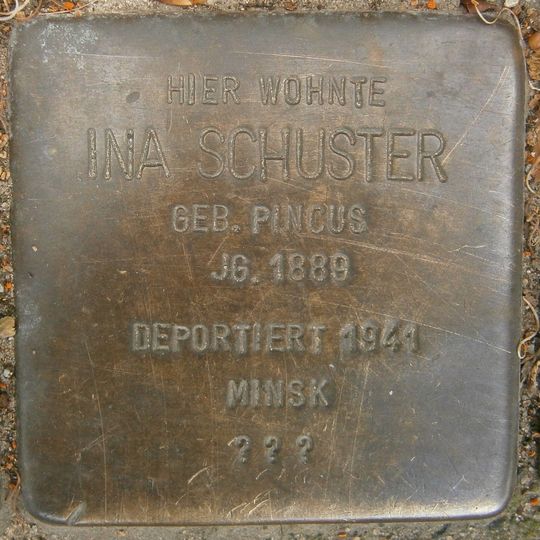 HIER WOHNTE
INA SCHUSTER
GEB. PINCUS
JG. 1889
DEPORTIERT 1941
MINSK
? ? ?